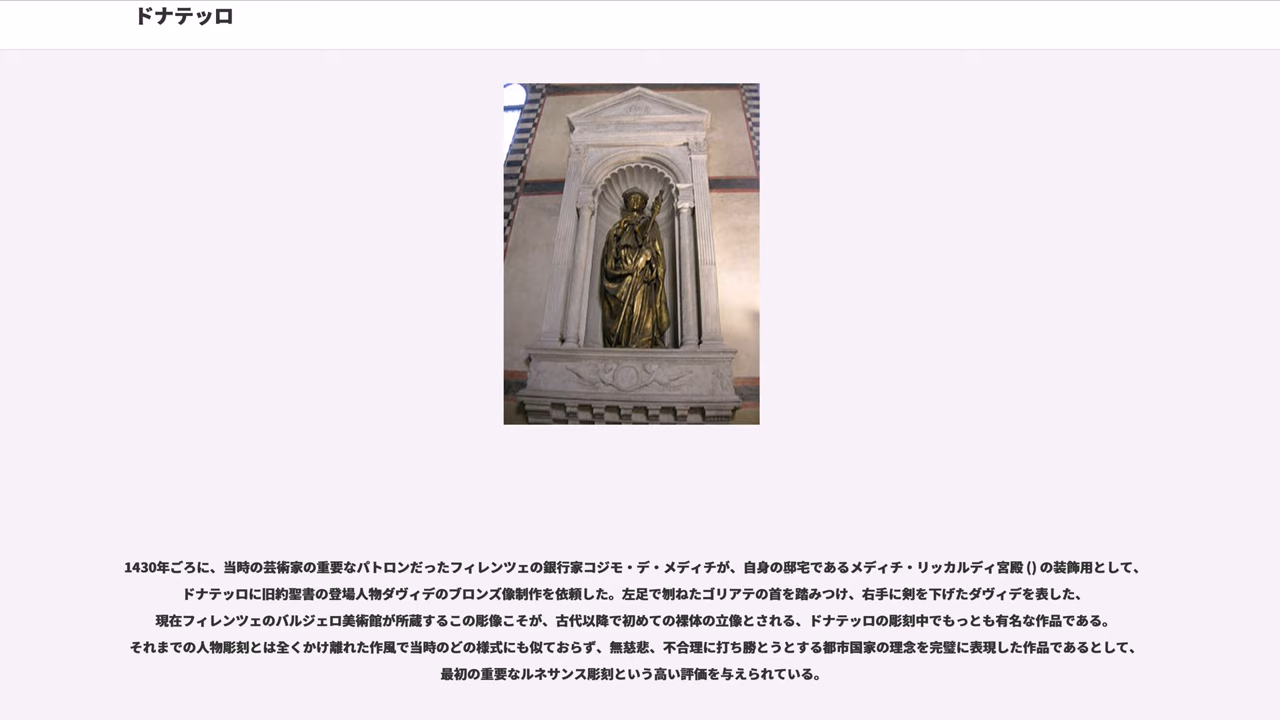 ドナテッロ
1430年ごろに、当時の芸術家の重要なパトロンだったフィレンツェの銀行家コジモ・デ・メディチが、自身の邸宅であるメディチ・リッカルディ宮殿 () の装飾用として、
ドナテッロに旧約聖書の登場人物ダヴィデのブロンズ像制作を依頼した。左足で刎ねたゴリアテの首を踏みつけ、右手に剣を下げたダヴィデを表した、
現在フィレンツェのバルジェロ美術館が所蔵するこの彫像こそが、古代以降で初めての裸体の立像とされる、ドナテッロの彫刻中でもっとも有名な作品である。
それまでの人物彫刻とは全くかけ離れた作風で当時のどの様式にも似ておらず、無慈悲、不合理に打ち勝とうとする都市国家の理念を完璧に表現した作品であるとして、
最初の重要なルネサンス彫刻という高い評価を与えられている。